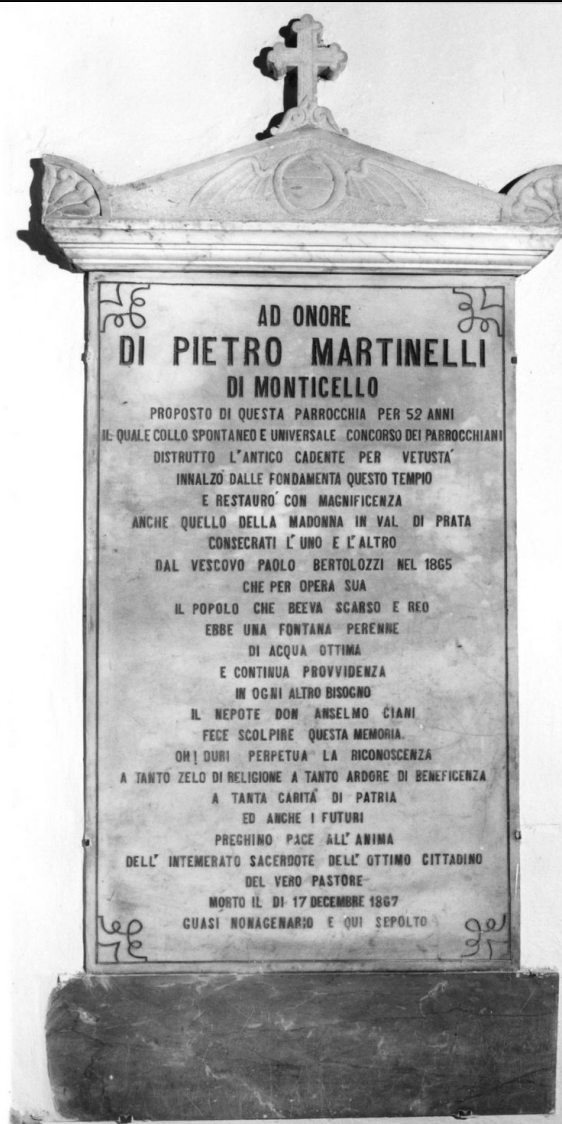 AD ONORE
DI PIETRO MARTINELLI
DI MONTICELLO
PROPOSTO DI QUESTA PARROCCHIA PER 52 ANNI
IL QUALE COLLO SPONTANEO E UNIVERSALE CONCORSO DEI PARROCCHIANI
DISTRUTTO L'ANTICO CADENTE PER VETUSTA'
INNALZO DALLE FONDAMENTA QUESTO TEMPIO
E RESTAURO' CON MAGNIFICENZA
ANCHE QUELLO DELLA MADONNA IN VAL DI PRATA
CONSECRATI L'UNO E L'ALTRO
DAL VESCOVO PAOLO BERTOLOZZI NEL 1865
CHE PER OPERA SUA
IL POPOLO CHE BEEVA SCARSO E REO
EBBE UNA FONTANA PERENNE
DI ACQUA OTTIMA
E CONTINUA PROVVIDENZA
IN OGNI ALTRO BISOGNO
IL NEPOTE DON ANSELMO CIANI
FECE SCOLPIRE QUESTA MEMORIA.
OH! DURI PERPETUA LA RICONOSCENZA
A TANTO ZELO DI RELIGIONE A TANTO ARDORE DI BENEFICENZA
A TANTA CARITA' DI PATRIA
ED ANCHE I FUTURI
PREGHINO PACE ALL'ANIMA
DELL' INTEMERATO SACERDOTE DELL' OTTIMO CITTADINO
DEL VERO PASTORE
MORTO IL DI 17 DECEMBRE 1867
QUASI NONAGENARIO E QUI SEPOLTO